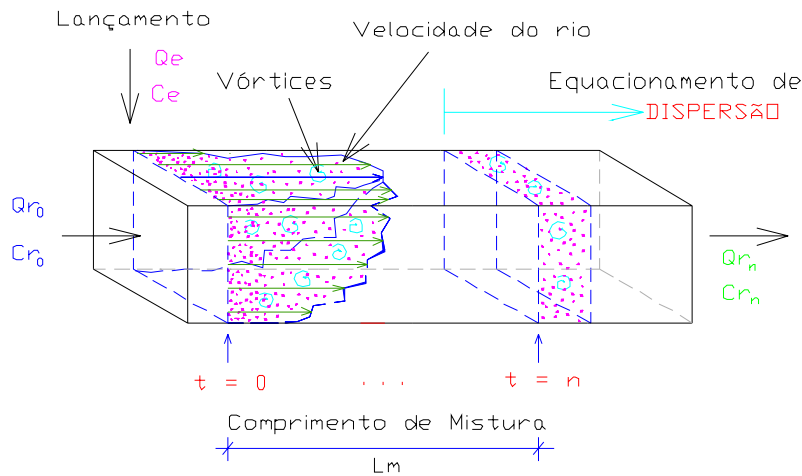 Lançamento
Qe
Ce
Velocidade do rio
Vórtices
Equacionamento de
DISPERSÃO
Qr0
Cr0
Qrn
Crn
t = 0
. . .
t = n
Comprimento de Mistura
Lm